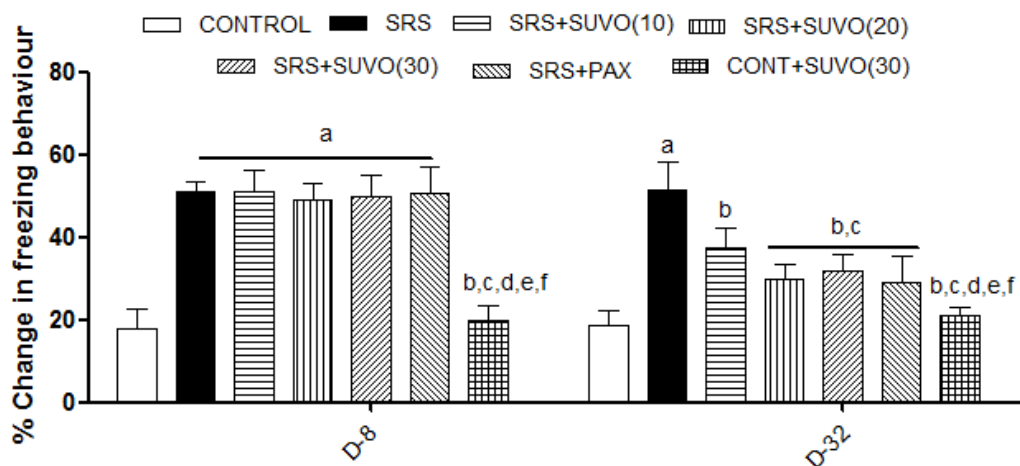 CONTROL SRS SRS+SUVO(10) SRS+SUVO(20)
SRS+SUVO(30) SRS+PAX CONT+SUVO(30)
% Change in freezing behaviour
80
60
40
20
0
a
b,c,d,e,f
a
b
b,c
b,c,d,e,f
D-8
D-32